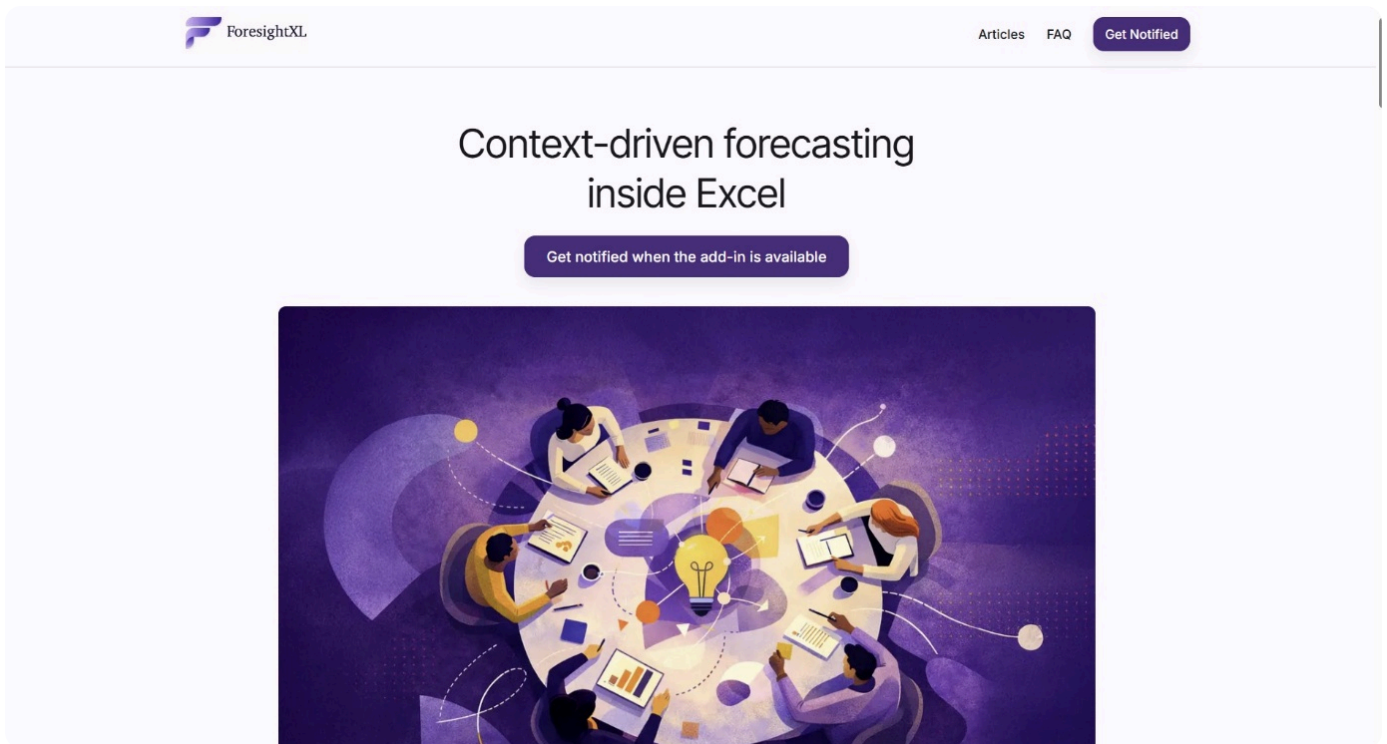 ForesightXL
Articles
FAQ
Get Notified
Context-driven forecasting
inside Excel
Get notified when the add-in is available